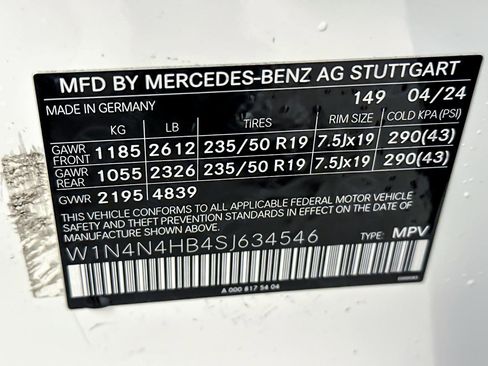 MFD BY MERCEDES-BENZ AG STUTTGART
MADE IN GERMANY 149 04/24
KG LB TIRES RIM SIZE COLD KPA (PSI)
GAWR FRONT 1185 2612 235/50 R19 7.5Jx19 290(43)
GAWR REAR 1055 2326 235/50 R19 7.5Jx19 290(43)
GVWR 2195 4839
THIS VEHICLE CONFORMS TO ALL APPLICABLE FEDERAL MOTOR VEHICLE
SAFETY AND THEFT PREVENTION STANDARDS IN EFFECT ON THE DATE OF
MANUFACTURE SHOWN ABOVE.
W1N4N4HB4SJ634546 TYPE: MPV
A 000 817 54 04